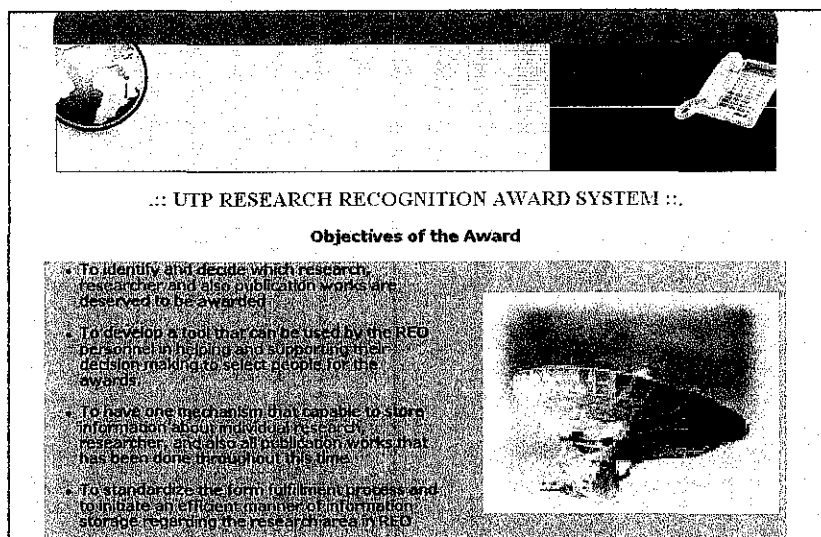 .:: UTP RESEARCH RECOGNITION AWARD SYSTEM ::.
Objectives of the Award
• To identify and decide which research,
researcher and also publication works are
deserved to be awarded
• To develop a tool that can be used by the RED
personnel in helping and supporting their
decision making to select people for the
awards.
• To have one mechanism that capable to store
information about individual research,
researcher, and also all publication works that
has been done throughout this time
• To standardize the form fulfillment process and
to initiate an efficient manner of information
storage regarding the research area in RED